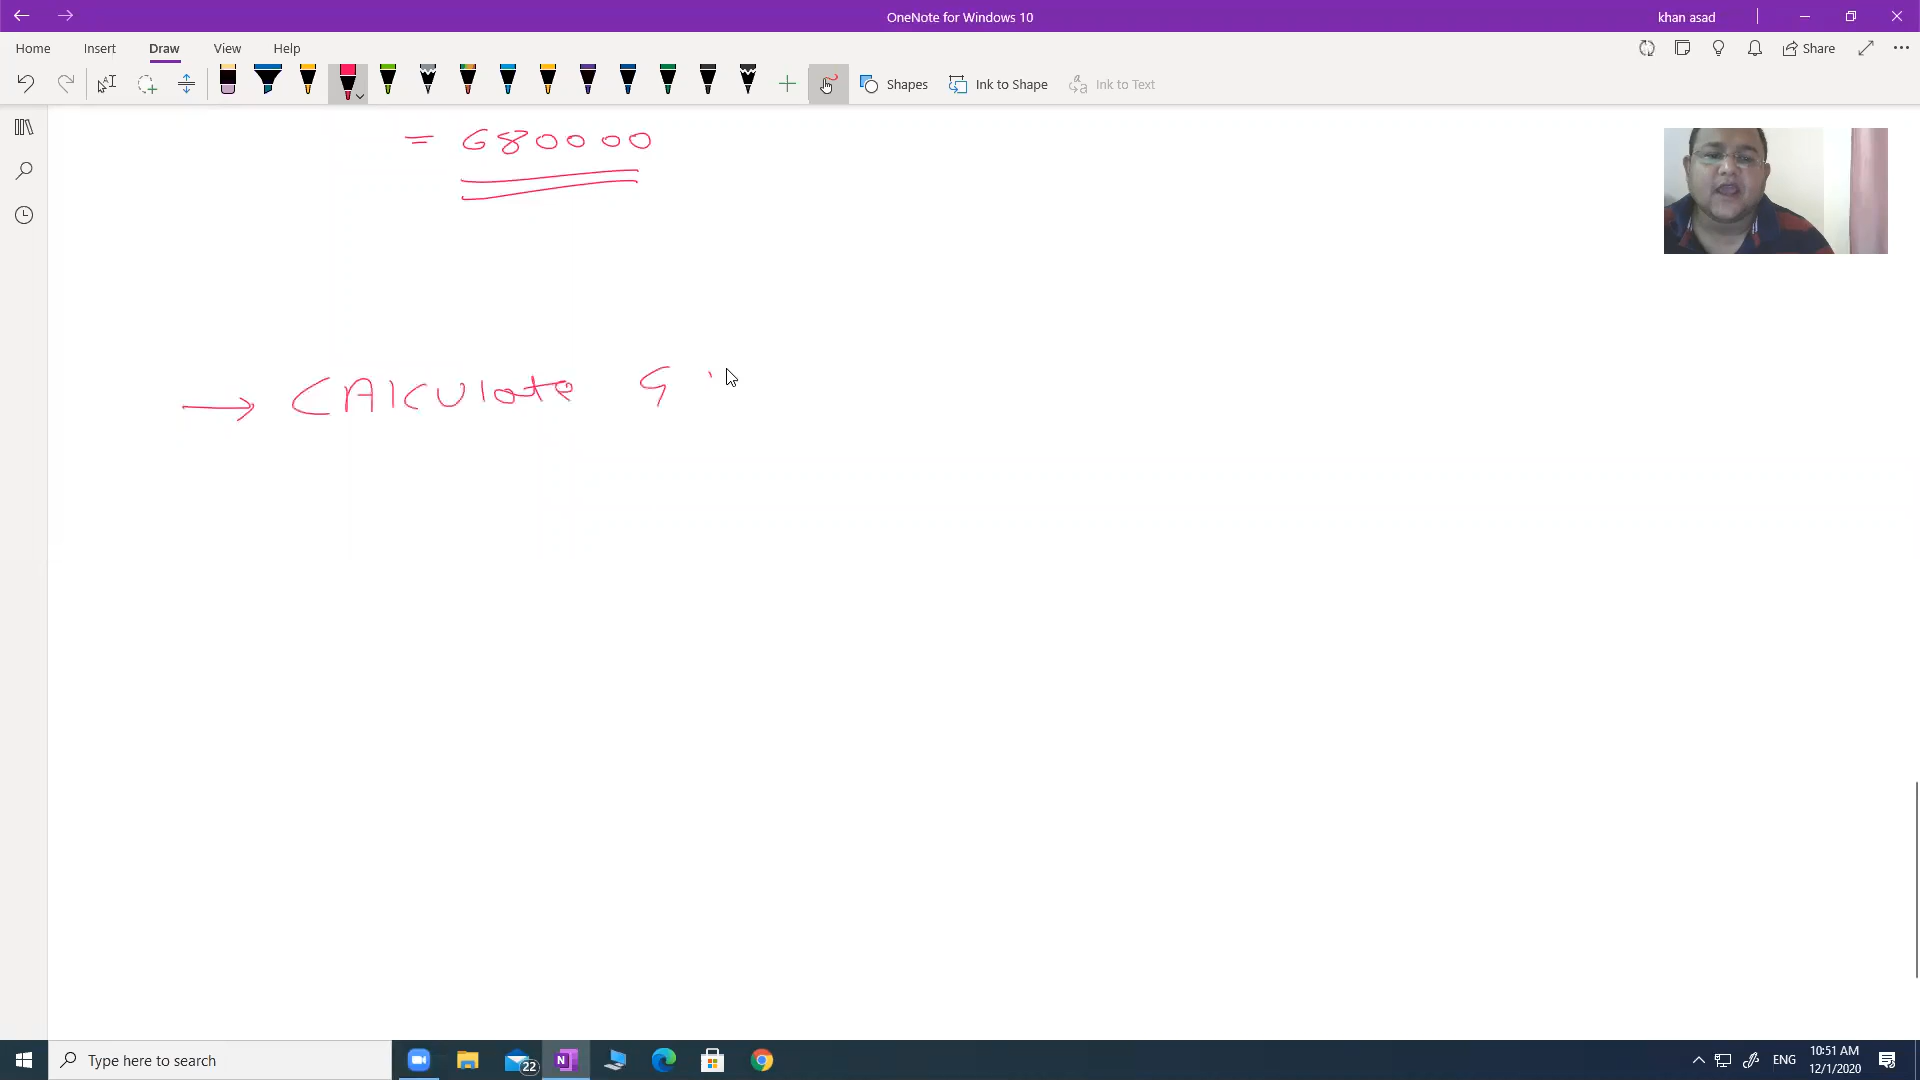 OneNote for Windows 10
khan asad
Home Insert Draw View Help
Share
Shapes Ink to Shape Ink to Text
= 680000
→ CAlCUlate
Type here to search
22
ENG
10:51 AM
12/1/2020